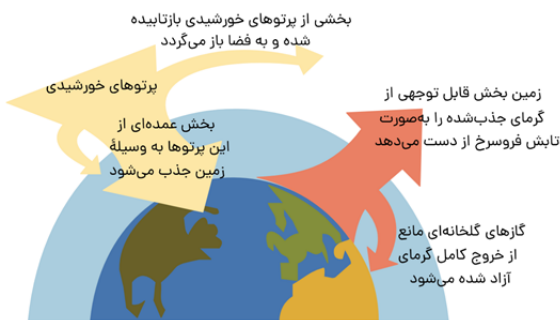 بخشی از پرتوهای خورشیدی بازتابیده
شده و به فضا باز می‌گردد
پرتوهای خورشیدی
بخش عمده‌ای از
این پرتوها به وسیلهٔ
زمین جذب می‌شود
زمین بخش قابل توجهی از
گرمای جذب‌شده را به‌صورت
تابش فروسرخ از دست می‌دهد
گازهای گلخانه‌ای مانع
از خروج کامل گرمای
آزاد شده می‌شود